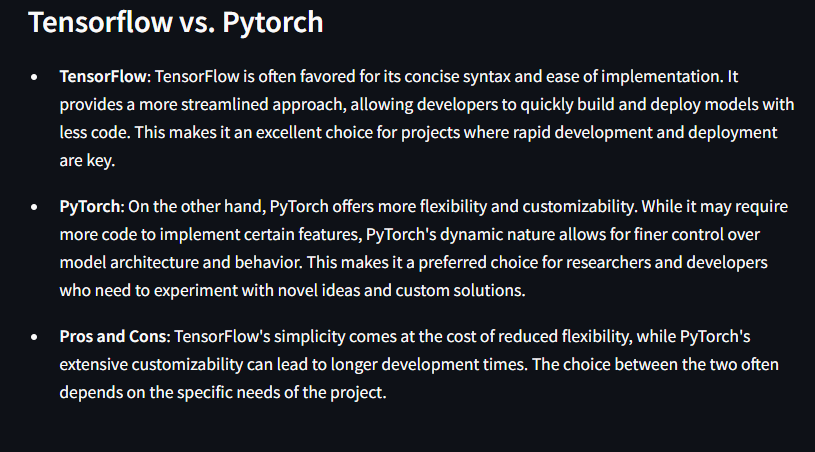 Tensorflow vs. Pytorch
• TensorFlow: TensorFlow is often favored for its concise syntax and ease of implementation. It
provides a more streamlined approach, allowing developers to quickly build and deploy models with
less code. This makes it an excellent choice for projects where rapid development and deployment
are key.
• PyTorch: On the other hand, PyTorch offers more flexibility and customizability. While it may require
more code to implement certain features, PyTorch's dynamic nature allows for finer control over
model architecture and behavior. This makes it a preferred choice for researchers and developers
who need to experiment with novel ideas and custom solutions.
• Pros and Cons: TensorFlow's simplicity comes at the cost of reduced flexibility, while PyTorch's
extensive customizability can lead to longer development times. The choice between the two often
depends on the specific needs of the project.